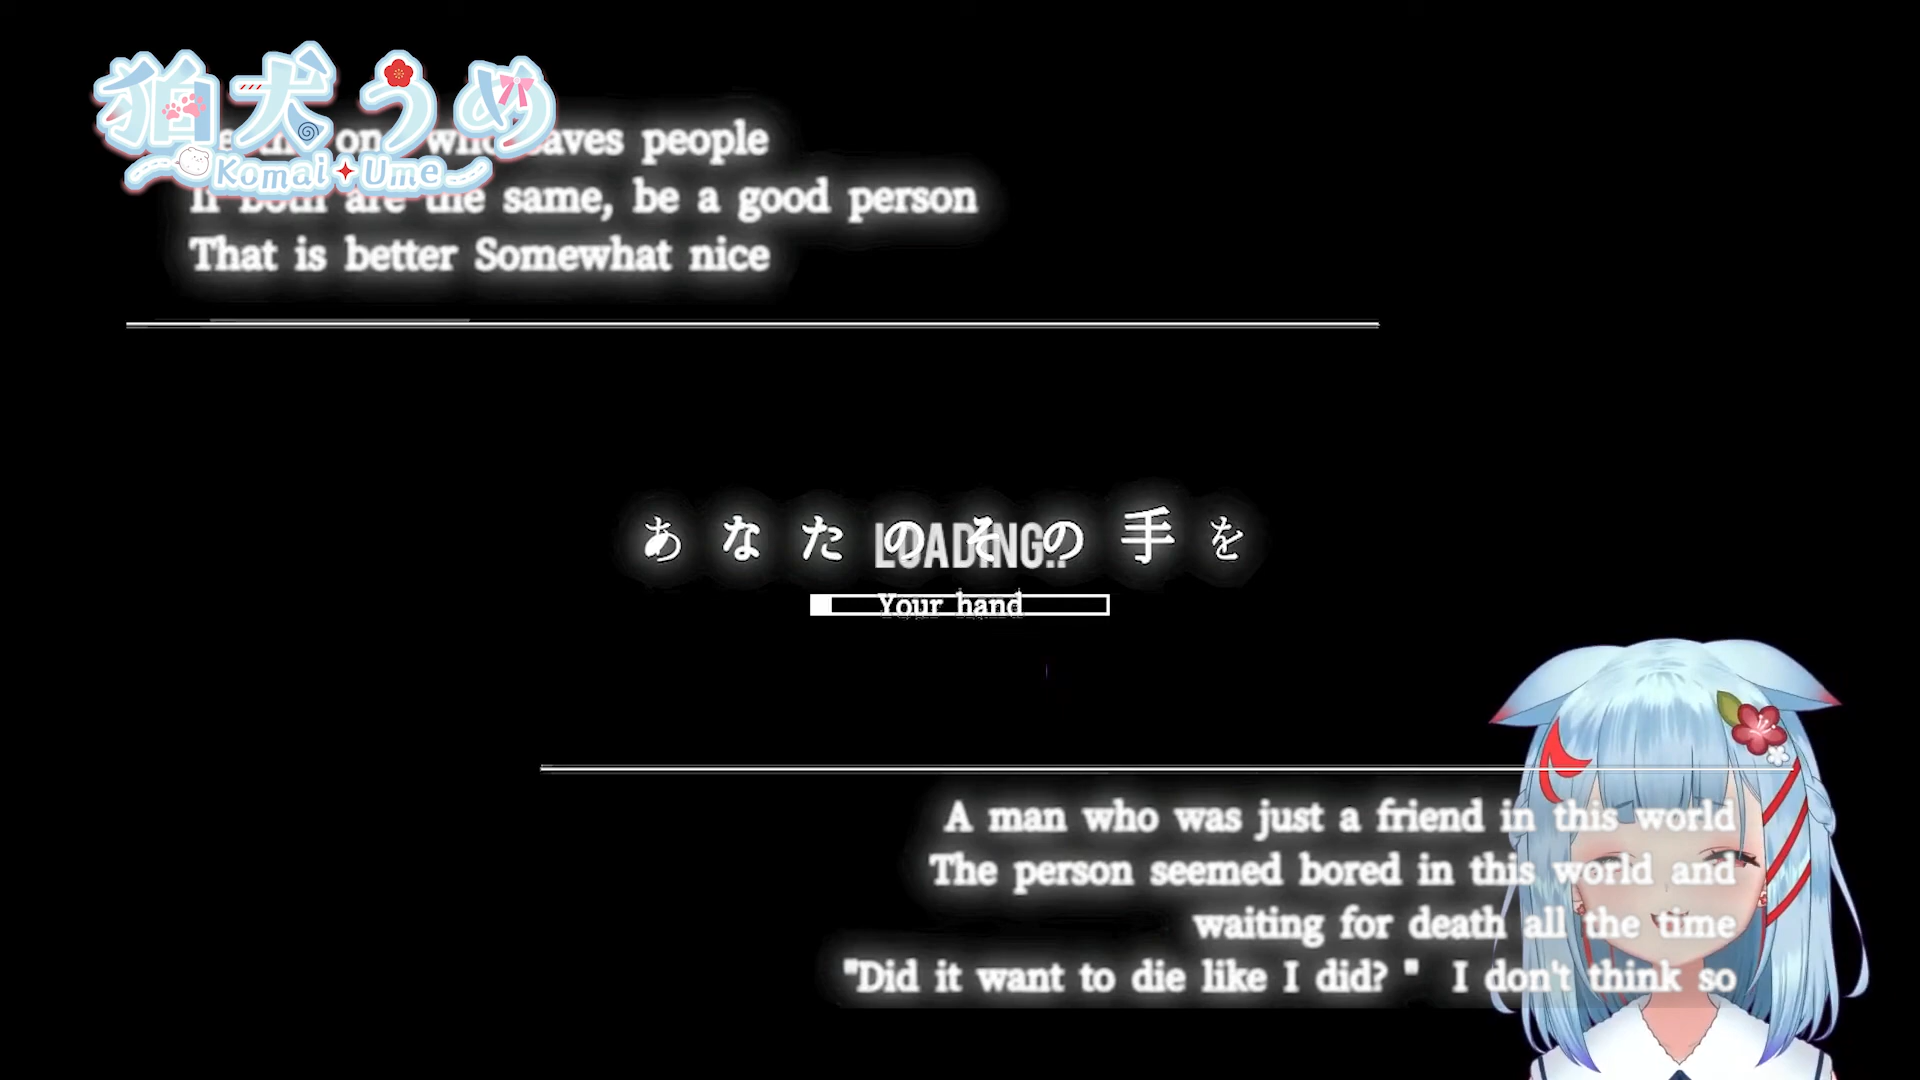 狛犬うめ
Komai Ume
saves people
are the same, be a good person
That is better Somewhat nice
あなたのその手を
LOADING..
Your hand
A man who was just a friend in this world
The person seemed bored in this world and
waiting for death all the time
"Did it want to die like I did? " I don't think so